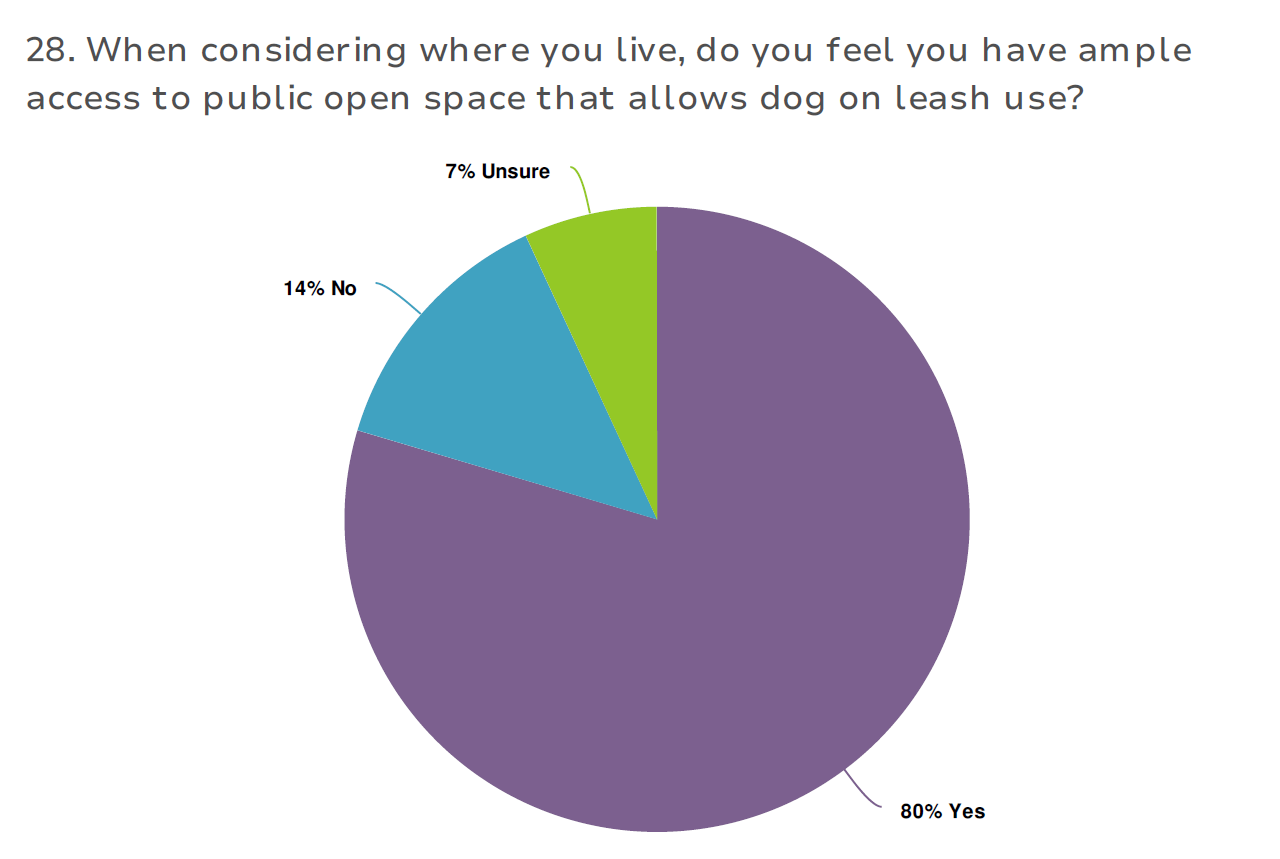 28. When considering where you live, do you feel you have ample
access to public open space that allows dog on leash use?
7% Unsure
14% No
80% Yes